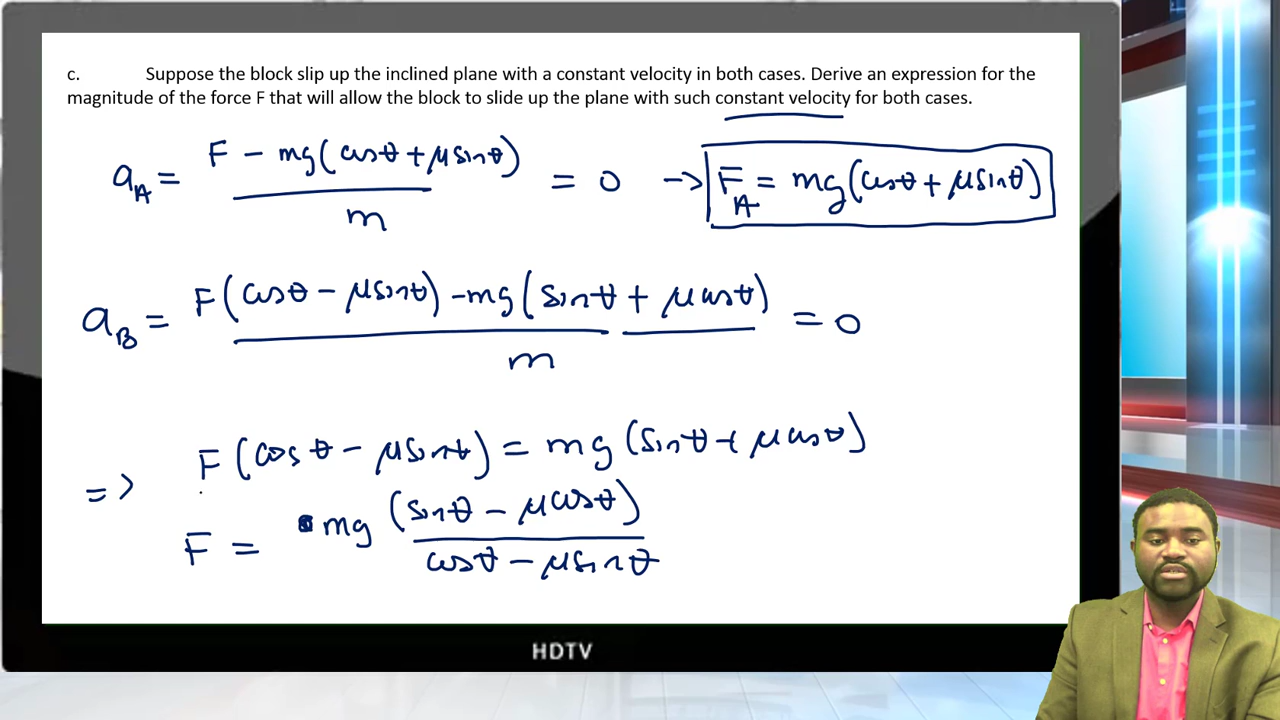 c. Suppose the block slip up the inclined plane with a constant velocity in both cases. Derive an expression for the
magnitude of the force F that will allow the block to slide up the plane with such constant velocity for both cases.
a_A = F - mg(cosθ + μsinθ) / m = 0 -> F_A = mg(cosθ + μsinθ)
a_B = F(cosθ - μsinθ) - mg(sinθ + μcosθ) / m = 0
=> F(cosθ - μsinθ) = mg(sinθ + μcosθ)
F = mg (sinθ - μcosθ) / cosθ - μsinθ
HDTV